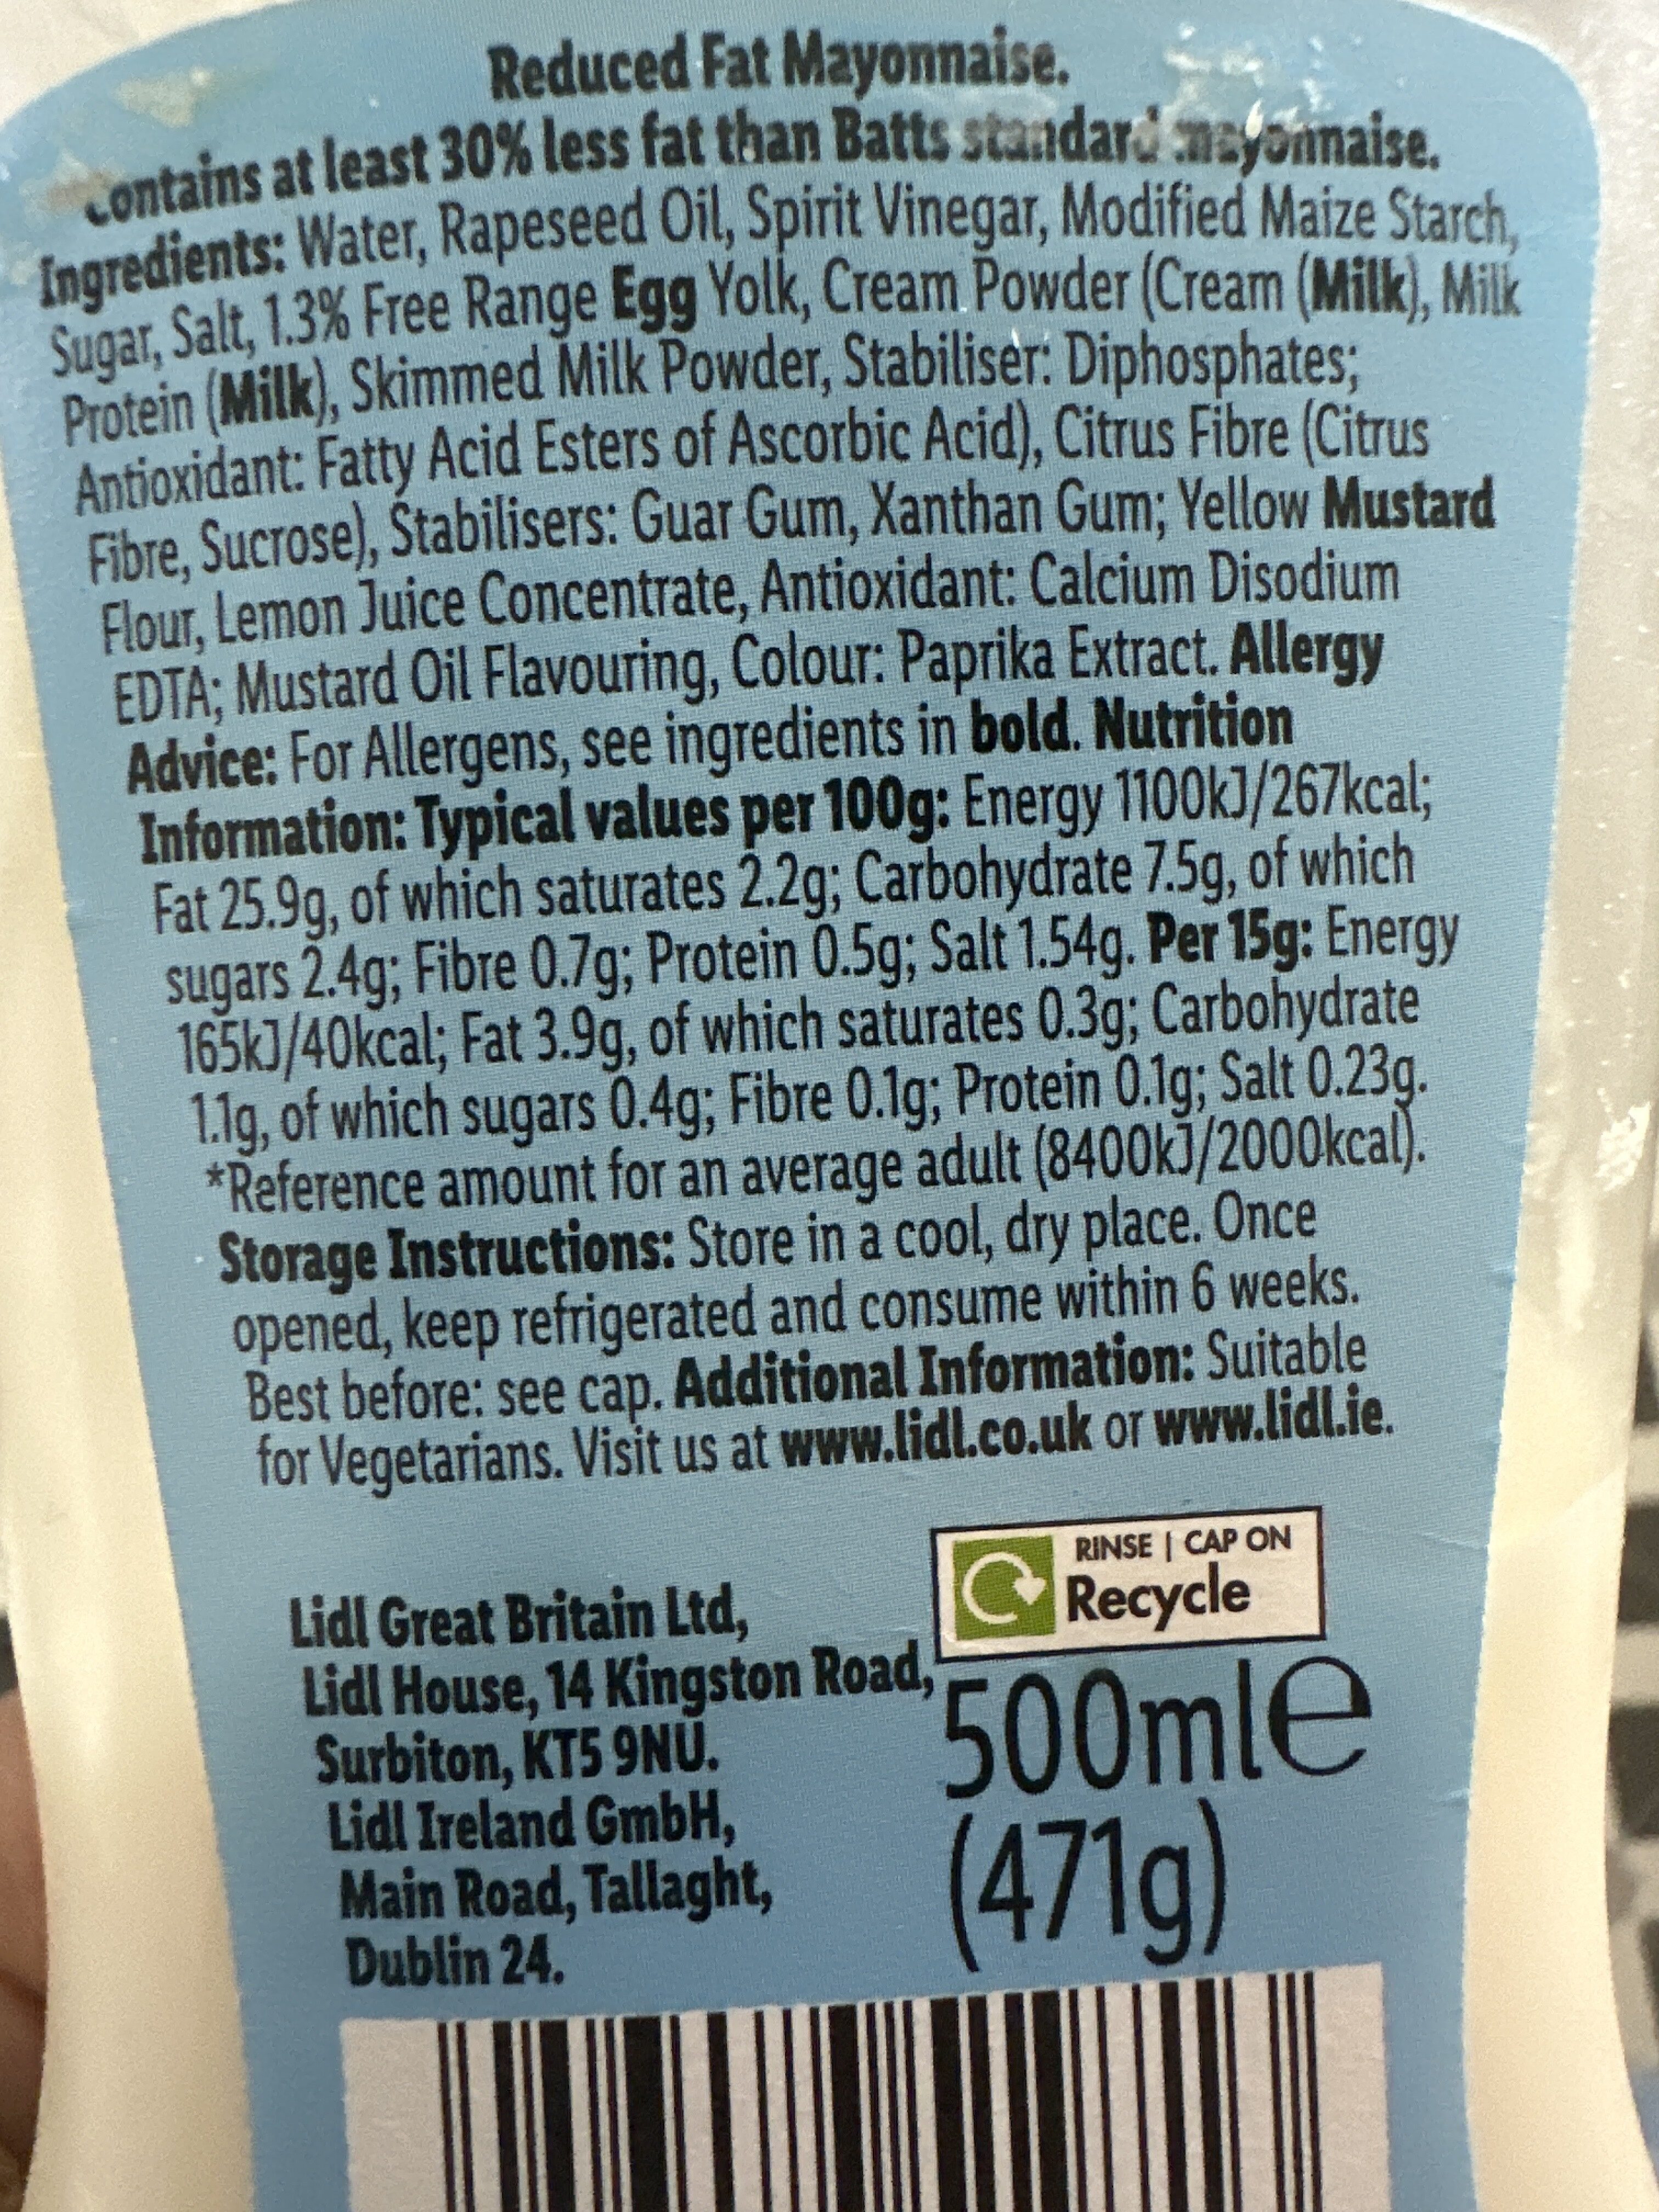 Reduced Fat Mayonnaise.
Contains at least 30% less fat than Batts standard mayonnaise.
Ingredients: Water, Rapeseed Oil, Spirit Vinegar, Modified Maize Starch,
Sugar, Salt, 1.3% Free Range Egg Yolk, Cream Powder (Cream (Milk), Milk
Protein (Milk), Skimmed Milk Powder, Stabiliser: Diphosphates;
Antioxidant: Fatty Acid Esters of Ascorbic Acid), Citrus Fibre (Citrus
Fibre, Sucrose), Stabilisers: Guar Gum, Xanthan Gum; Yellow Mustard
Flour, Lemon Juice Concentrate, Antioxidant: Calcium Disodium
EDTA; Mustard Oil Flavouring, Colour: Paprika Extract. Allergy
Advice: For Allergens, see ingredients in bold. Nutrition
Information: Typical values per 100g: Energy 1100kJ/267kcal;
Fat 25.9g, of which saturates 2.2g; Carbohydrate 7.5g, of which
sugars 2.4g; Fibre 0.7g; Protein 0.5g; Salt 1.54g. Per 15g: Energy
165kJ/40kcal; Fat 3.9g, of which saturates 0.3g; Carbohydrate
1.1g, of which sugars 0.4g; Fibre 0.1g; Protein 0.1g; Salt 0.23g.
*Reference amount for an average adult (8400kJ/2000kcal).
Storage Instructions: Store in a cool, dry place. Once
opened, keep refrigerated and consume within 6 weeks.
Best before: see cap. Additional Information: Suitable
for Vegetarians. Visit us at www.lidl.co.uk or www.lidl.ie.
RINSE | CAP ON
Recycle
Lidl Great Britain Ltd,
Lidl House, 14 Kingston Road,
Surbiton, KT5 9NU.
Lidl Ireland GmbH,
Main Road, Tallaght,
Dublin 24.
500ml e
(471g)